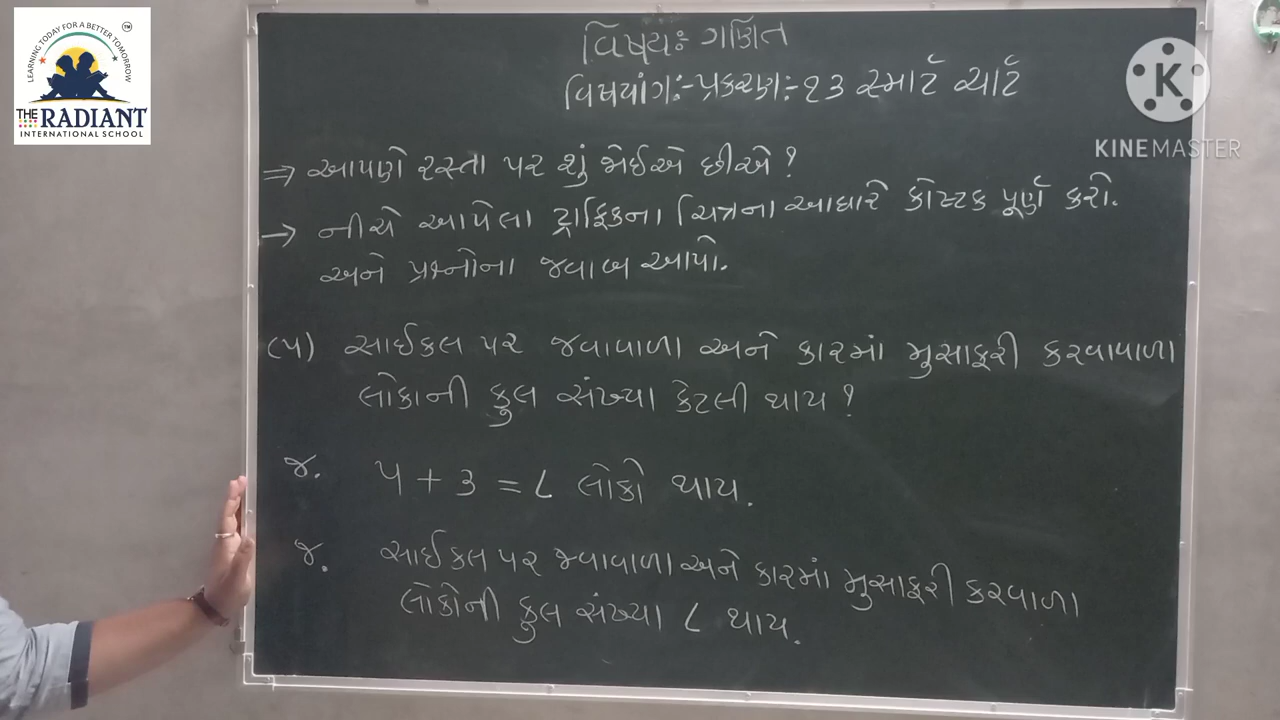 LEARNING TODAY FOR A BETTER TOMORROW
TM
THE RADIANT
INTERNATIONAL SCHOOL
K
KINEMASTER
વિષયઃ ગણિત
વિષયાંગ:-પ્રકરણ:-૧૩ સ્માર્ટ ચાર્ટ
⇒ આપણે રસ્તા પર શું જોઈએ છીએ ?
→ નીચે આપેલા ટ્રાફિકના ચિત્રના આધારે કોષ્ટક પૂર્ણ કરો.
અને પ્રશ્નોના જવાબ આપો.
(૫) સાઈકલ પર જવાવાળા અને કારમાં મુસાફરી કરવાવાળા
લોકોની કુલ સંખ્યા કેટલી થાય ?
જ. ૫ + ૩ = ૮ લોકો થાય.
જ. સાઈકલ પર જવાવાળા અને કારમાં મુસાફરી કરવાળા
લોકોની કુલ સંખ્યા ૮ થાય.